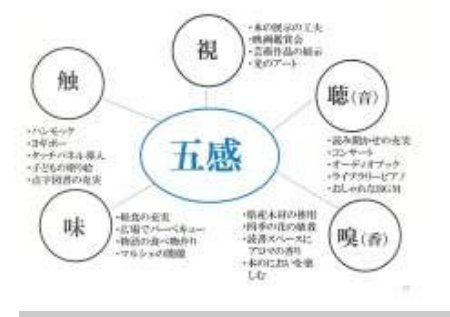 視
・本の展示の工夫
・映画鑑賞会
・芸術作品の展示
・光のアート
触
・ハンモック
・ヨギボー
・タッチパネル導入
・子どもの塗り絵
・点字図書の充実
聴(音)
・読み聞かせの充実
・コンサート
・オーディオブック
・ライブラリーピアノ
・おしゃれなBGM
五感
味
・軽食の充実
・広場でバーベキュー
・物語の食べ物作り
・マルシェの開催
嗅(香)
・県産木材の使用
・四季の花の植栽
・読書スペースに
アロマの香り
・本のにおいを楽
しむ